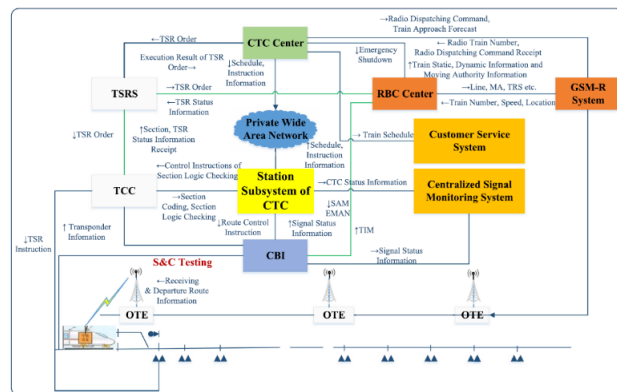 →Radio Dispatching Command,
Train Approach Forecast
←TSR Order
CTC Center
↓Emergency
Shutdown
← Radio Train Number,
Radio Dispatching Command Receipt
Execution Result of TSR
Order→
↓Schedule,
Instruction
Information
↑Train Static, Dynamic Information and
Moving Authority Information
TSRS
→TSR Order
←TSR Status
Information
RBC Center
→Line, MA, TRS etc.
←Train Number, Speed, Location
GSM-R
System
Private Wide
Area Network
→ Train Schedule
Customer Service
System
↓TSR Order
↑Section, TSR
Status Information
Receipt
↑Schedule,
Instruction
Information
←Control Instructions of
Section Logic Checking
TCC
Station
Subsystem of
CTC
→CTC Status Information
Centralized Signal
Monitoring System
→Section
Coding, Section
Logic Checking
↓SAM
EMAN
↓TSR
Instruction
↑ Transponder
Infomation
↓Route Control
Instruction
↑Signal Status
Information
↑TIM
S&C Testing
CBI
→Signal Status
Information
←Receiving
& Departure Route
Information
OTE
OTE
OTE